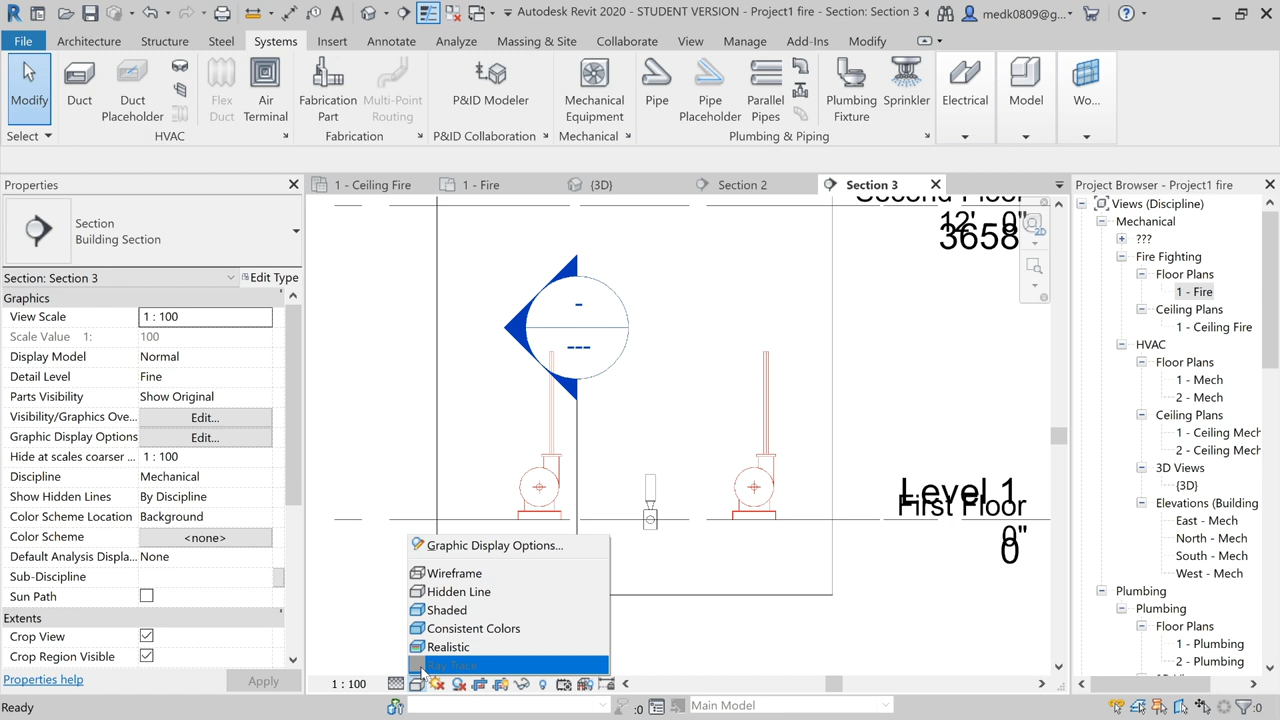 Autodesk Revit 2020 - STUDENT VERSION - Project1 fire - Section: Section 3
medk0809@g...
File
Architecture
Structure
Steel
Systems
Insert
Annotate
Analyze
Massing & Site
Collaborate
View
Manage
Add-Ins
Modify
Modify
Duct
Duct
Placeholder
Flex
Duct
Air
Terminal
Fabrication
Part
Multi-Point
Routing
P&ID Modeler
Mechanical
Equipment
Pipe
Pipe
Placeholder
Parallel
Pipes
Plumbing
Fixture
Sprinkler
Electrical
Model
Wo...
Select
HVAC
Fabrication
P&ID Collaboration
Mechanical
Plumbing & Piping
Properties
1 - Ceiling Fire
1 - Fire
{3D}
Section 2
Section 3
Project Browser - Project1 fire
Section
Building Section
Section: Section 3
Edit Type
Graphics
View Scale
1 : 100
Scale Value 1:
100
Display Model
Normal
Detail Level
Fine
Parts Visibility
Show Original
Visibility/Graphics Ove...
Edit...
Graphic Display Options
Edit...
Hide at scales coarser ...
1 : 100
Discipline
Mechanical
Show Hidden Lines
By Discipline
Color Scheme Location
Background
Color Scheme
<none>
Default Analysis Displa...
None
Sub-Discipline
Sun Path
Extents
Crop View
Crop Region Visible
Properties help
Apply
Second Floor
12' 0"
3658
2D
-
---
Level 1
First Floor
0"
0
Graphic Display Options...
Wireframe
Hidden Line
Shaded
Consistent Colors
Realistic
Ray Trace
1 : 100
Views (Discipline)
Mechanical
???
Fire Fighting
Floor Plans
1 - Fire
Ceiling Plans
1 - Ceiling Fire
HVAC
Floor Plans
1 - Mech
2 - Mech
Ceiling Plans
1 - Ceiling Mech
2 - Ceiling Mech
3D Views
{3D}
Elevations (Building
East - Mech
North - Mech
South - Mech
West - Mech
Plumbing
Plumbing
Floor Plans
1 - Plumbing
2 - Plumbing
Ready
:0
Main Model
:0